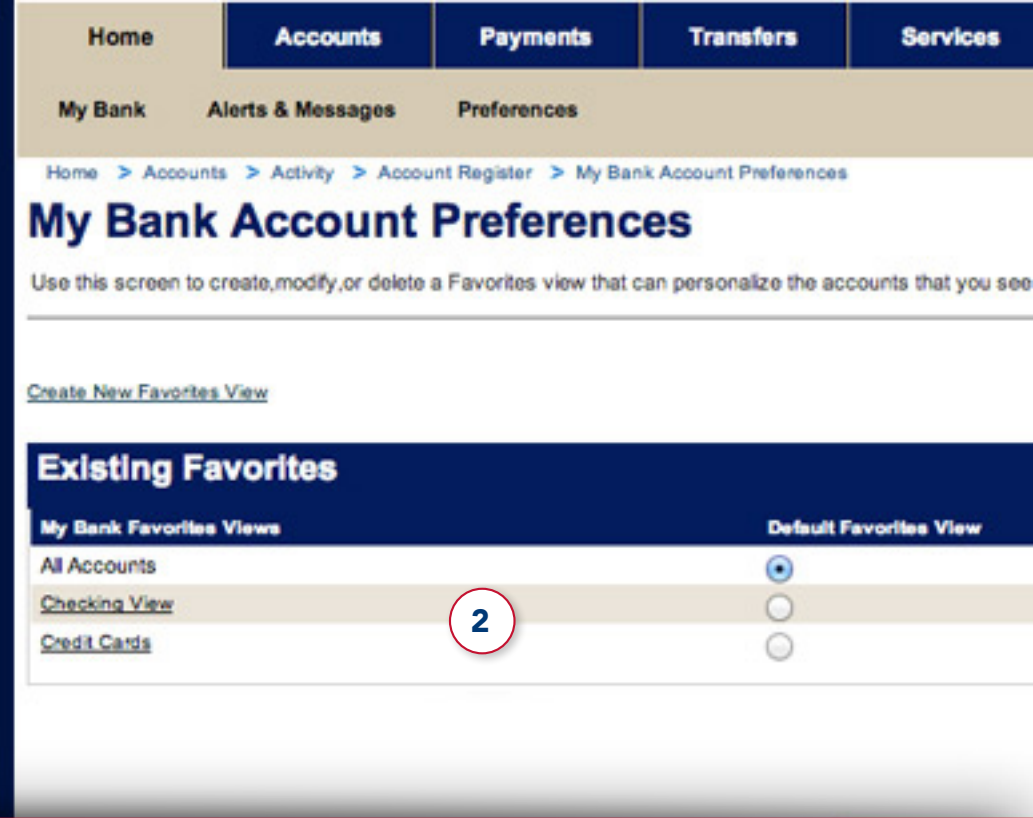 Home Accounts Payments Transfers Services
My Bank Alerts & Messages Preferences
Home > Accounts > Activity > Account Register > My Bank Account Preferences
My Bank Account Preferences
Use this screen to create,modify,or delete a Favorites view that can personalize the accounts that you see
Create New Favorites View
Existing Favorites
My Bank Favorites Views Default Favorites View
All Accounts
Checking View
2
Credit Cards